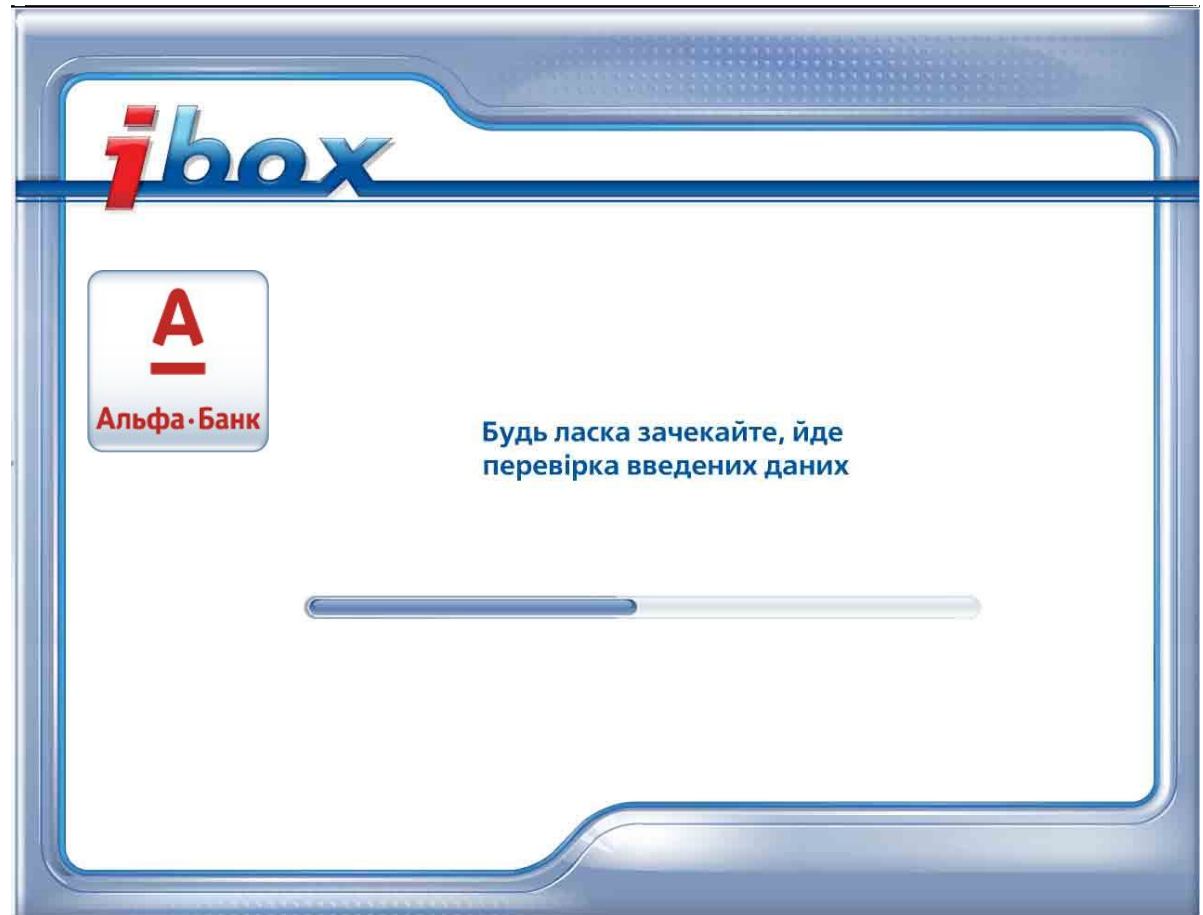 ibox
А
Альфа·Банк
Будь ласка зачекайте, йде
перевірка введених даних